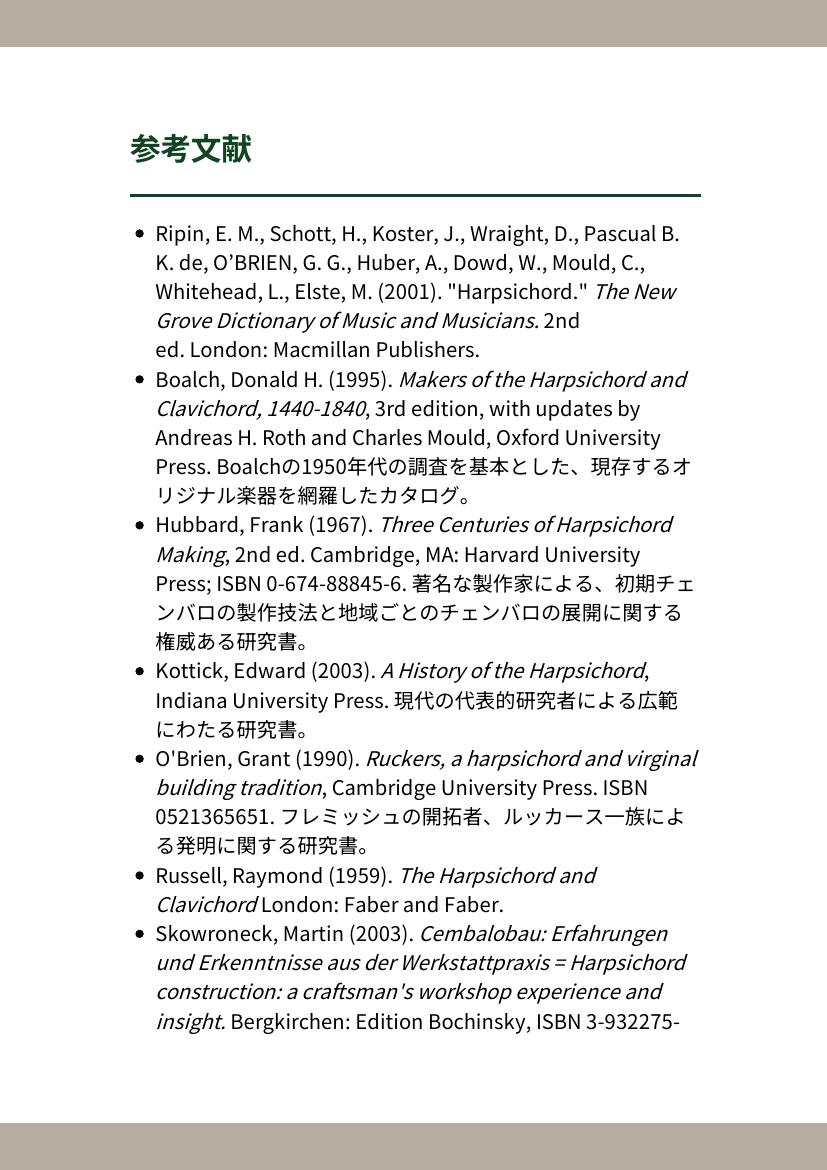 参考文献
Ripin, E. M., Schott, H., Koster, J., Wraight, D., Pascual B.
K. de, O’BRIEN, G. G., Huber, A., Dowd, W., Mould, C.,
Whitehead, L., Elste, M. (2001). "Harpsichord." The New
Grove Dictionary of Music and Musicians. 2nd
ed. London: Macmillan Publishers.
Boalch, Donald H. (1995). Makers of the Harpsichord and
Clavichord, 1440-1840, 3rd edition, with updates by
Andreas H. Roth and Charles Mould, Oxford University
Press. Boalchの1950年代の調査を基本とした、現存するオ
リジナル楽器を網羅したカタログ。
Hubbard, Frank (1967). Three Centuries of Harpsichord
Making, 2nd ed. Cambridge, MA: Harvard University
Press; ISBN 0-674-88845-6. 著名な製作家による、初期チェ
ンバロの製作技法と地域ごとのチェンバロの展開に関する
権威ある研究書。
Kottick, Edward (2003). A History of the Harpsichord,
Indiana University Press. 現代の代表的研究者による広範
にわたる研究書。
O'Brien, Grant (1990). Ruckers, a harpsichord and virginal
building tradition, Cambridge University Press. ISBN
0521365651. フレミッシュの開拓者、ルッカース一族によ
る発明に関する研究書。
Russell, Raymond (1959). The Harpsichord and
Clavichord London: Faber and Faber.
Skowroneck, Martin (2003). Cembalobau: Erfahrungen
und Erkenntnisse aus der Werkstattpraxis = Harpsichord
construction: a craftsman's workshop experience and
insight. Bergkirchen: Edition Bochinsky, ISBN 3-932275-